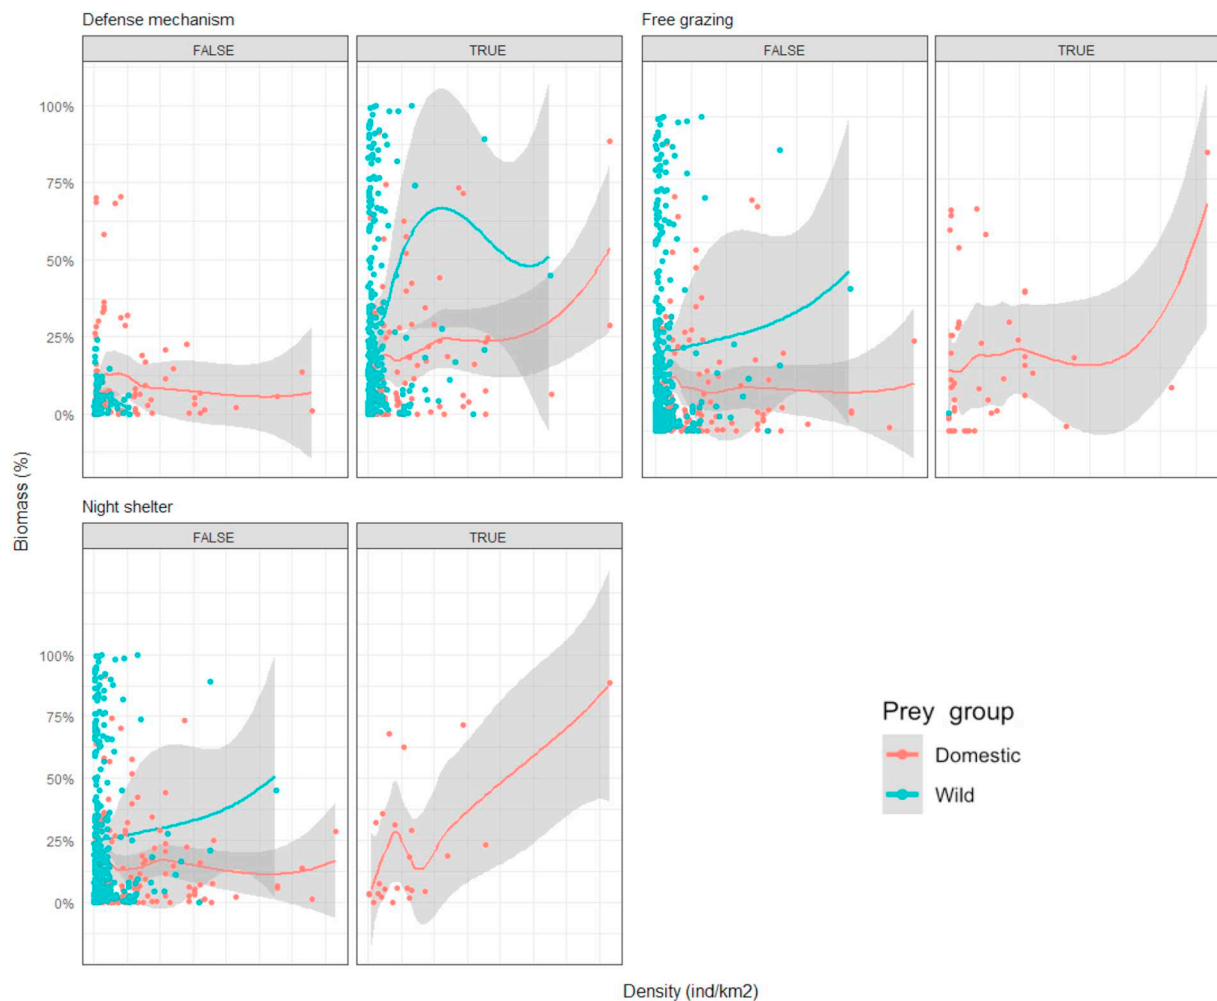 Defense mechanism
Free grazing
FALSE
TRUE
FALSE
TRUE
100%
75%
50%
25%
0%
Biomass (%)
Night shelter
FALSE
TRUE
100%
75%
50%
25%
0%
Prey group
Domestic
Wild
Density (ind/km2)